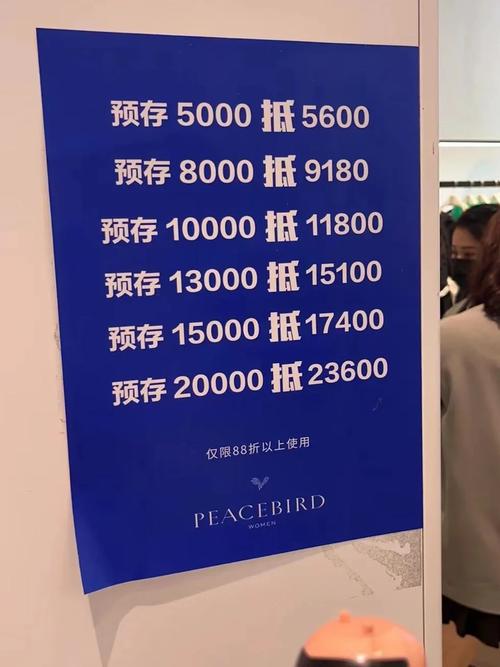 预存 5000 抵 5600
预存 8000 抵 9180
预存 10000 抵 11800
预存 13000 抵 15100
预存 15000 抵 17400
预存 20000 抵 23600
仅限88折以上使用
PEACEBIRD
WOMEN